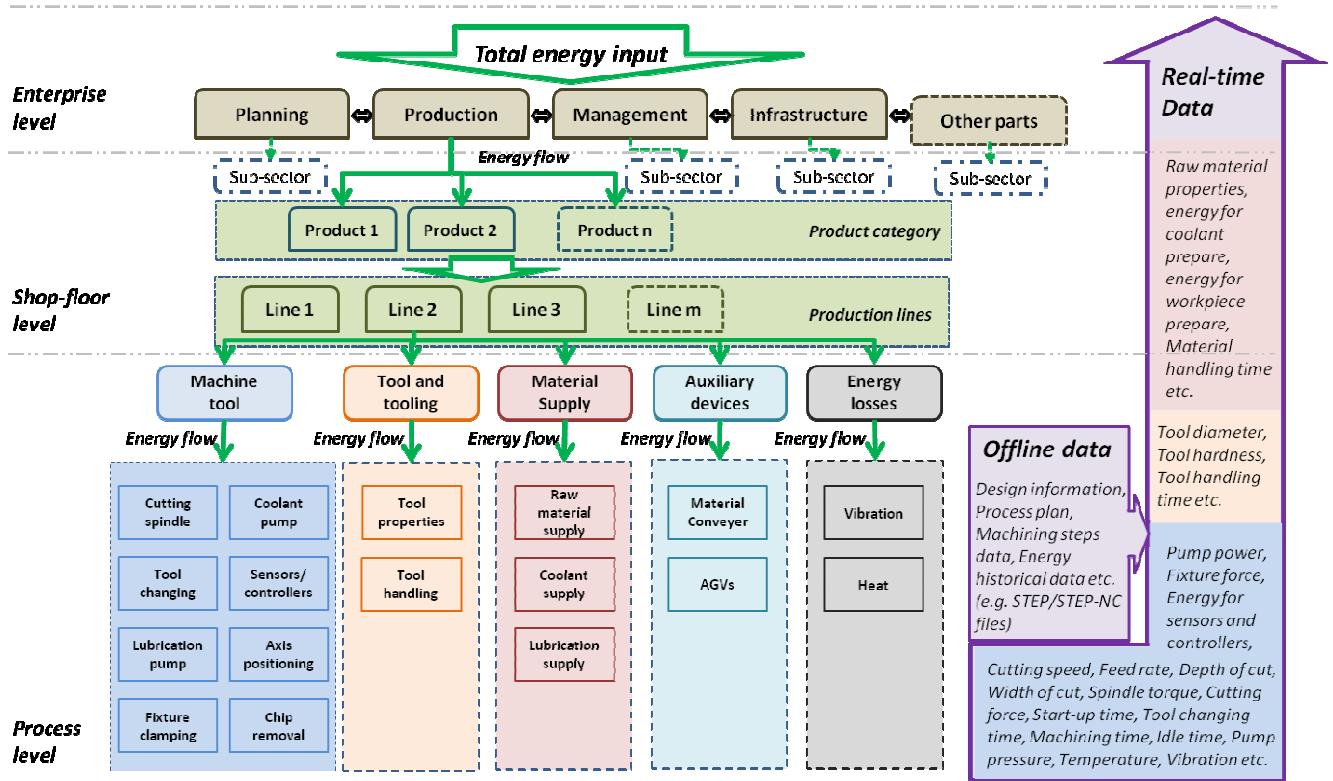 Total energy input
Enterprise
level
Planning
Production
Management
Infrastructure
Other parts
Energy flow
Sub-sector
Sub-sector
Sub-sector
Sub-sector
Product 1
Product 2
Product n
Product category
Shop-floor
level
Line 1
Line 2
Line 3
Line m
Production lines
Machine
tool
Tool and
tooling
Material
Supply
Auxiliary
devices
Energy
losses
Energy flow
Energy flow
Energy flow
Energy flow
Energy flow
Cutting
spindle
Coolant
pump
Tool
changing
Sensors/
controllers
Lubrication
pump
Axis
positioning
Fixture
clamping
Chip
removal
Tool
properties
Tool
handling
Raw
material
supply
Coolant
supply
Lubrication
supply
Material
Conveyer
AGVs
Vibration
Heat
Process
level
Offline data
Design information,
Process plan,
Machining steps
data, Energy
historical data etc.
(e.g. STEP/STEP-NC
files)
Real-time
Data
Raw material
properties,
energy for
coolant
prepare,
energy for
workpiece
prepare,
Material
handling time
etc.
Tool diameter,
Tool hardness,
Tool handling
time etc.
Pump power,
Fixture force,
Energy for
sensors and
controllers,
Cutting speed, Feed rate, Depth of cut,
Width of cut, Spindle torque, Cutting
force, Start-up time, Tool changing
time, Machining time, Idle time, Pump
pressure, Temperature, Vibration etc.